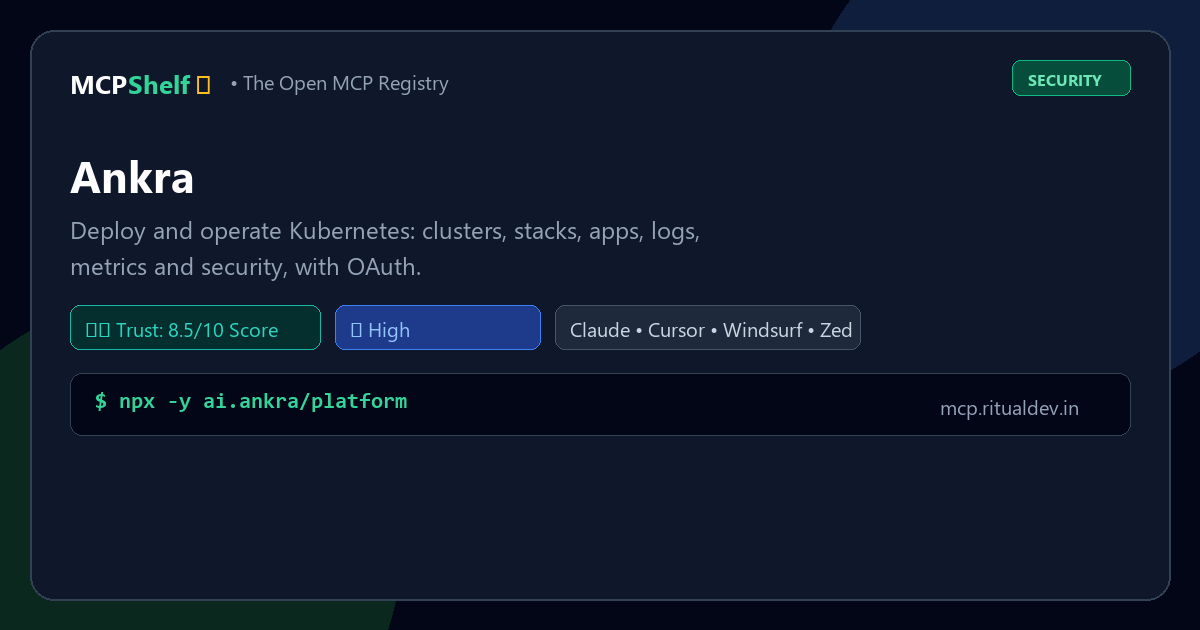 MCPShelf • The Open MCP Registry
SECURITY
Ankra
Deploy and operate Kubernetes: clusters, stacks, apps, logs,
metrics and security, with OAuth.
Trust: 8.5/10 Score
High
Claude • Cursor • Windsurf • Zed
$ npx -y ai.ankra/platform
mcp.ritualdev.in